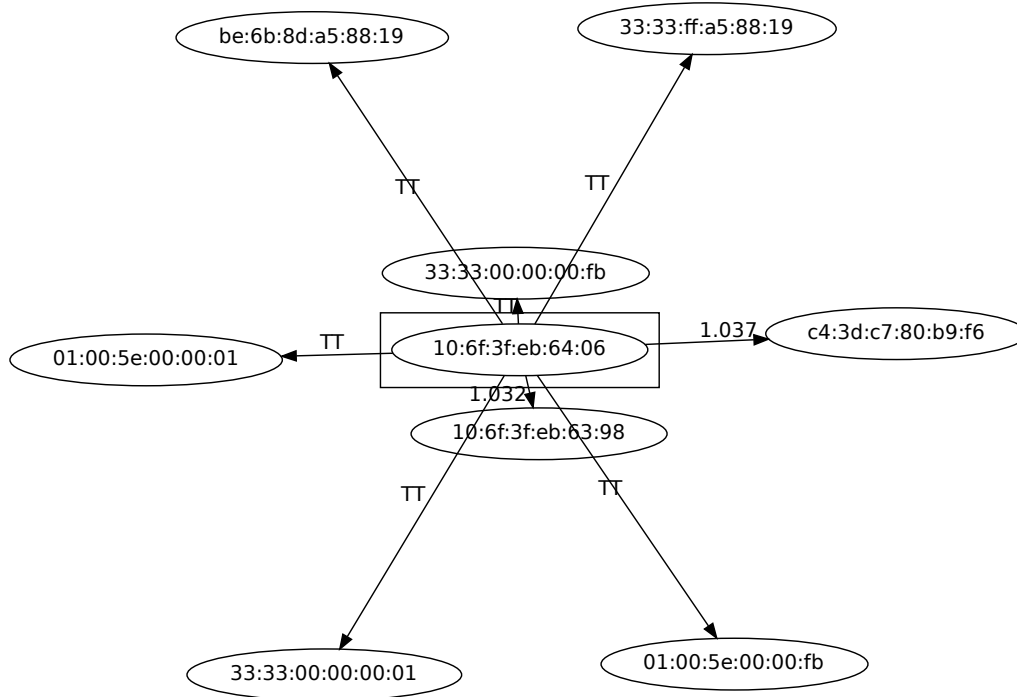 33:33:ff:a5:88:19
be:6b:8d:a5:88:19
TT
TT
33:33:00:00:00:fb
TT
1.037
c4:3d:c7:80:b9:f6
TT
10:6f:3f:eb:64:06
01:00:5e:00:00:01
1.032
10:6f:3f:eb:63:98
TT
TT
01:00:5e:00:00:fb
33:33:00:00:00:01